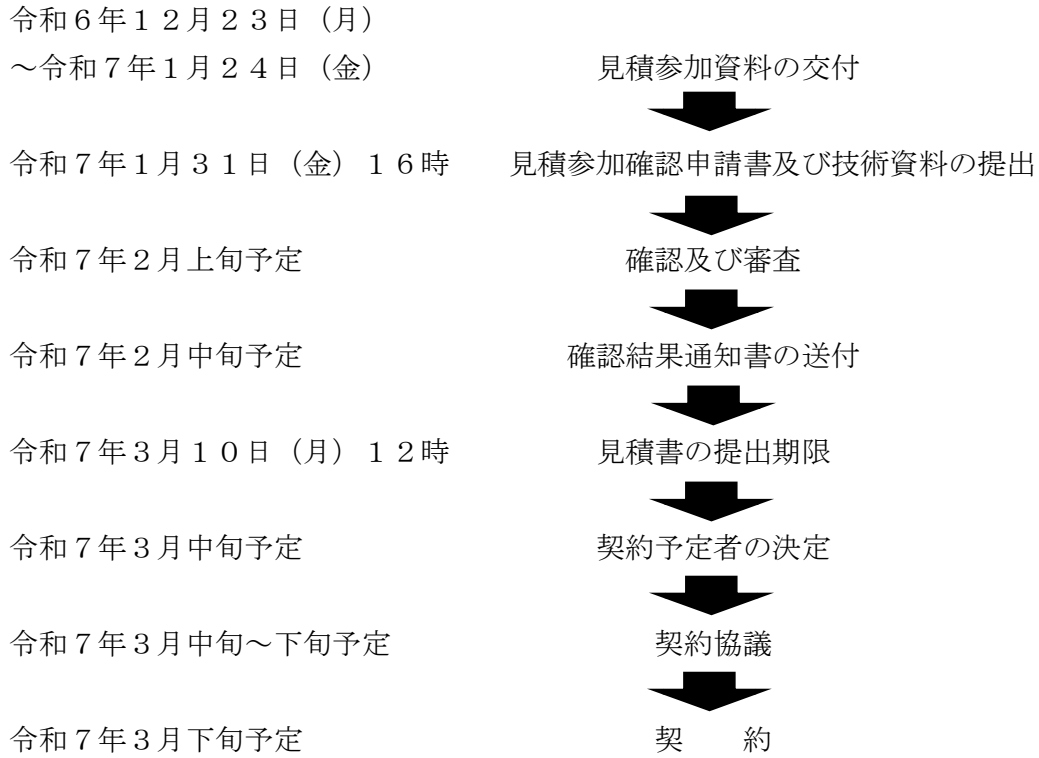 令和６年１２月２３日（月）
～令和７年１月２４日（金） 見積参加資料の交付
令和７年１月３１日（金）１６時 見積参加確認申請書及び技術資料の提出
令和７年２月上旬予定 確認及び審査
令和７年２月中旬予定 確認結果通知書の送付
令和７年３月１０日（月）１２時 見積書の提出期限
令和７年３月中旬予定 契約予定者の決定
令和７年３月中旬～下旬予定 契約協議
令和７年３月下旬予定 契　　約